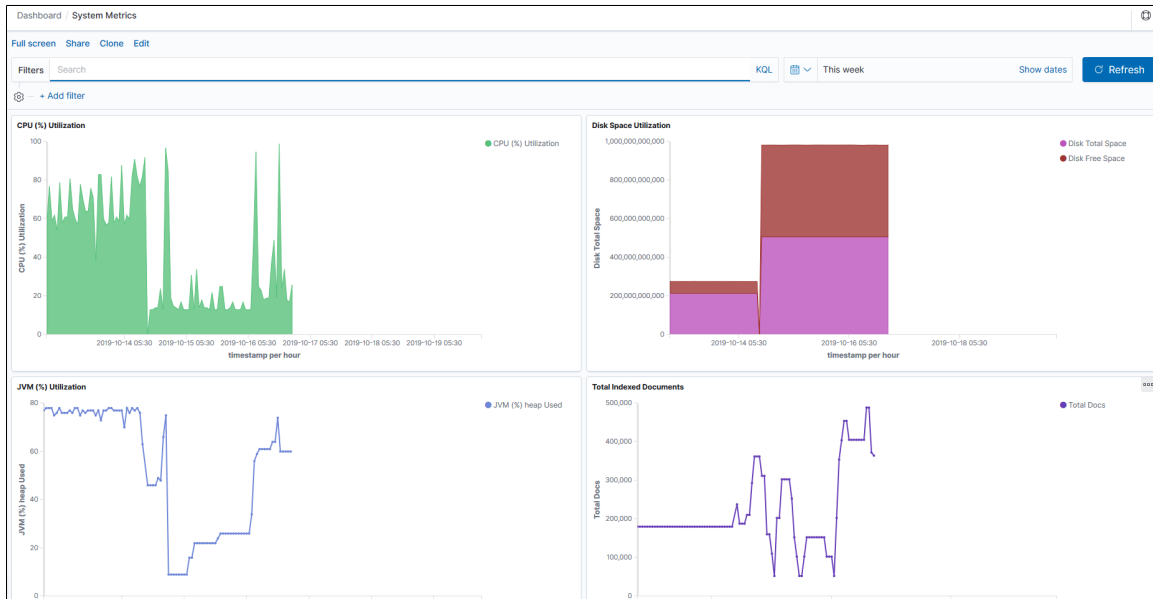 Dashboard / System Metrics
Full screen Share Clone Edit
Filters Search KQL This week Show dates Refresh
+ Add filter
CPU (%) Utilization
100
80
60
40
20
0
CPU (%) Utilization
2019-10-14 05:30 2019-10-15 05:30 2019-10-16 05:30 2019-10-17 05:30 2019-10-18 05:30 2019-10-19 05:30
timestamp per hour
CPU (%) Utilization
Disk Space Utilization
1,000,000,000,000
800,000,000,000
600,000,000,000
400,000,000,000
200,000,000,000
0
Disk Total Space
2019-10-14 05:30 2019-10-16 05:30 2019-10-18 05:30
timestamp per hour
Disk Total Space
Disk Free Space
JVM (%) Utilization
80
60
40
20
0
JVM (%) heap Used
JVM (%) heap Used
Total Indexed Documents
500,000
400,000
300,000
200,000
100,000
0
Total Docs
Total Docs